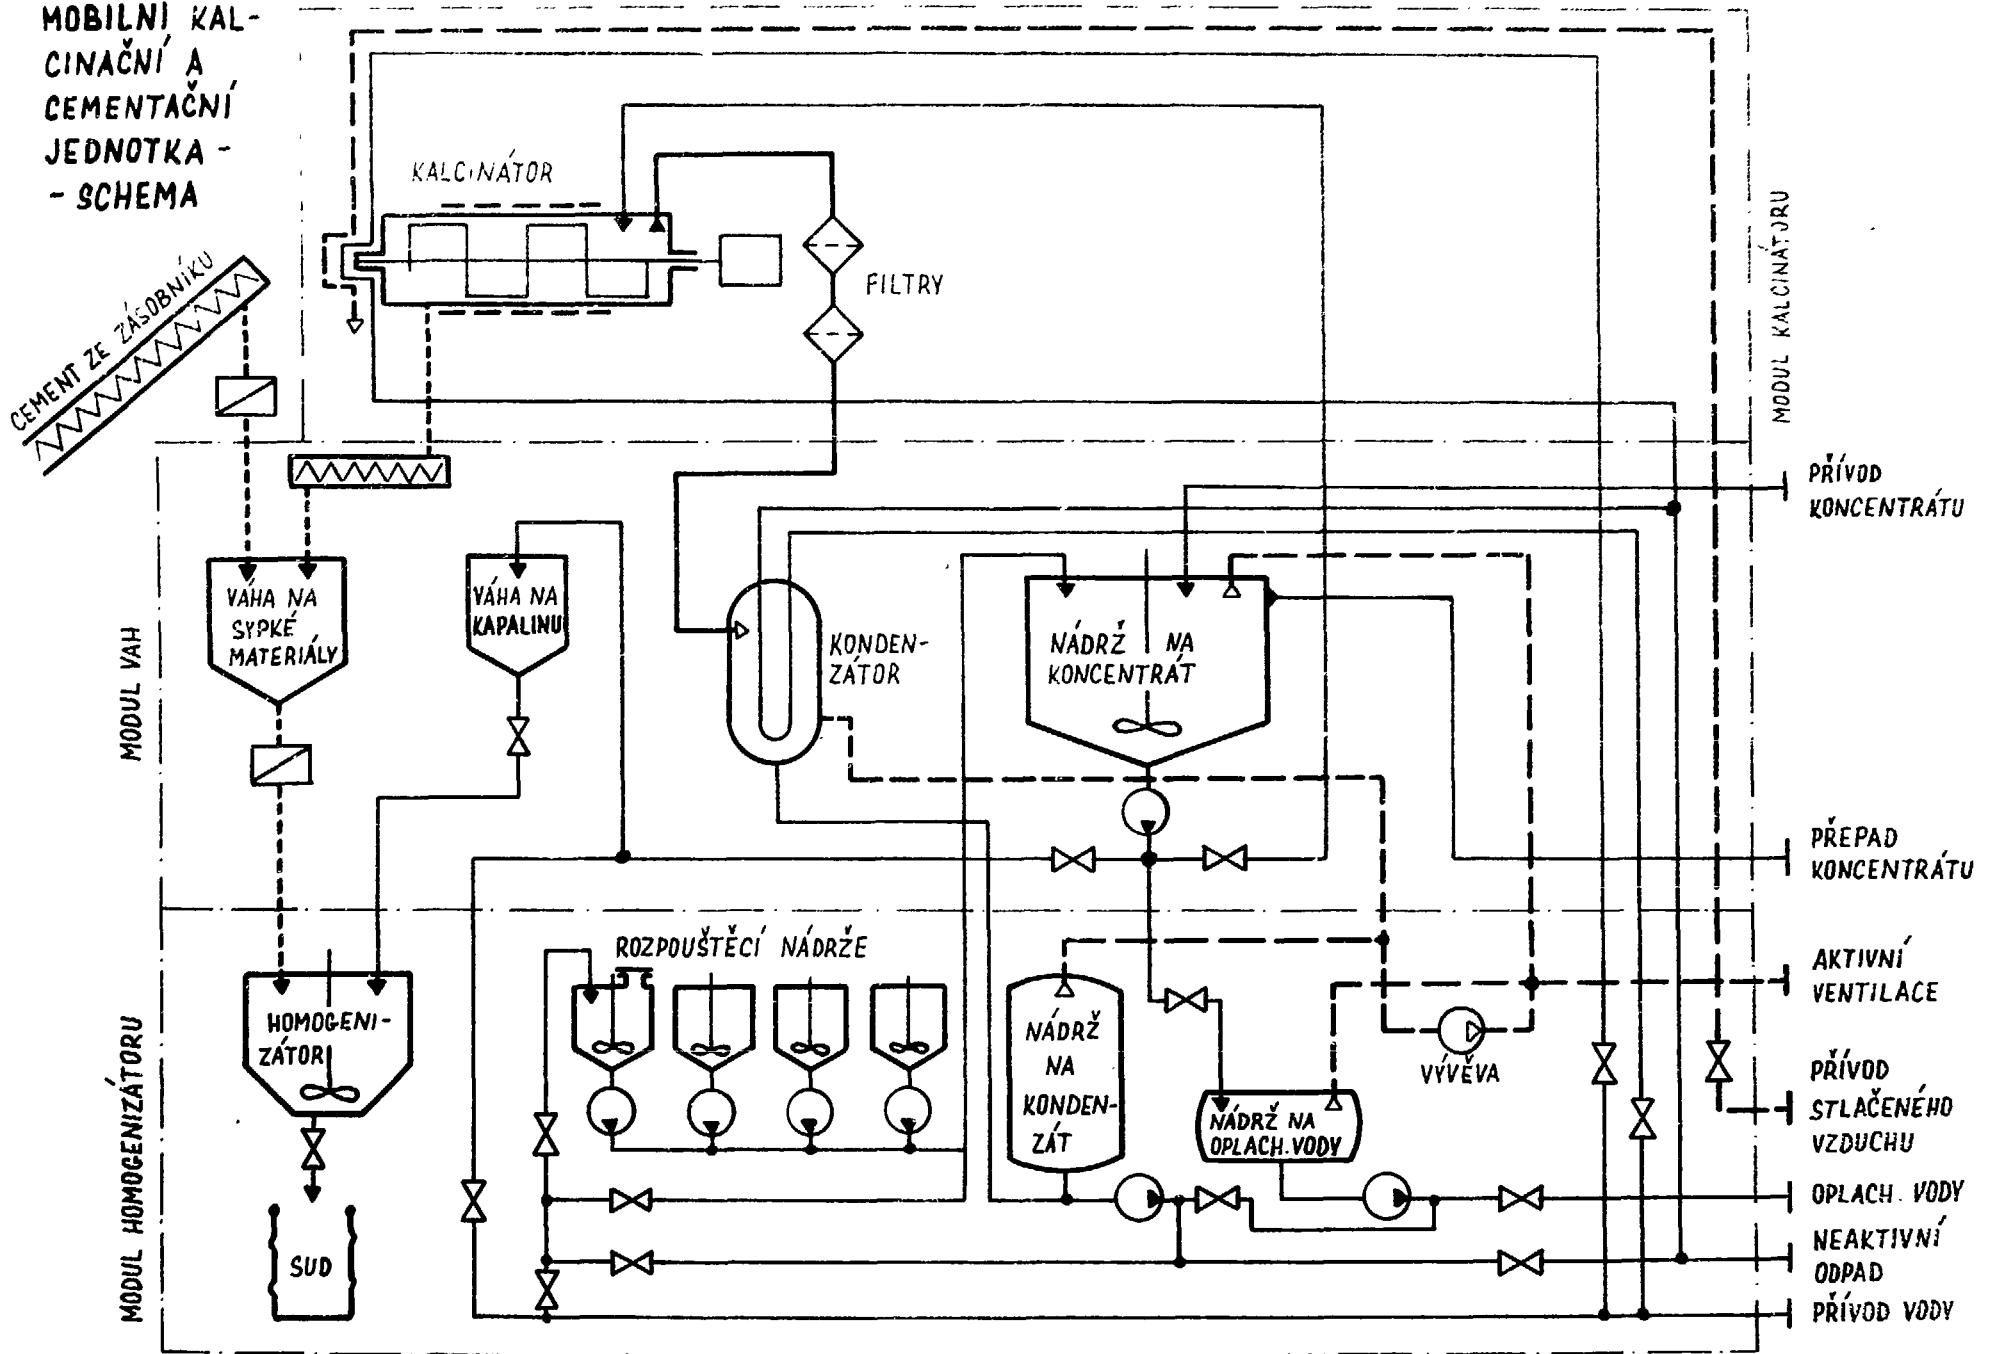 MOBILNÍ KAL-
CINAČNÍ A
CEMENTAČNÍ
JEDNOTKA -
- SCHEMA
KALCINÁTOR
FILTRY
MODUL KALCINÁTJRU
CEMENT ZE ZÁSOBNÍKU
PŘÍVOD
KONCENTRÁTU
VÁHA NA
SYPKÉ
MATERIÁLY
VÁHA NA
KAPALINU
KONDEN-
ZÁTOR
NÁDRŽ NA
KONCENTRÁT
MODUL VAH
PŘEPAD
KONCENTRÁTU
ROZPOUŠTĚCÍ NÁDRŽE
AKTIVNÍ
VENTILACE
HOMOGENI-
ZÁTOR
NÁDRŽ
NA
KONDEN-
ZÁT
VÝVĚVA
NÁDRŽ NA
OPLACH. VODY
PŘÍVOD
STLAČENÉHO
VZDUCHU
MODUL HOMOGENIZÁTORU
SUD
OPLACH. VODY
NEAKTIVNÍ
ODPAD
PŘÍVOD VODY